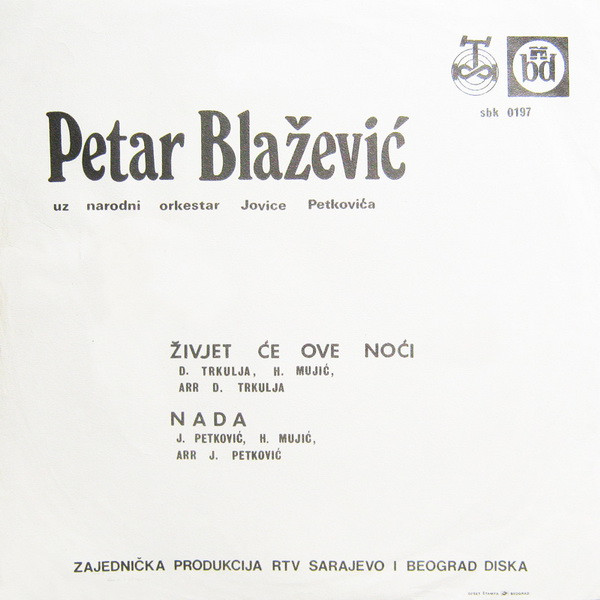 bd
sbk 0197
Petar Blažević
uz narodni orkestar Jovice Petkovića
ŽIVJET ĆE OVE NOĆI
D. TRKULJA, H. MUJIĆ,
ARR D. TRKULJA
NADA
J. PETKOVIĆ, H. MUJIĆ,
ARR J. PETKOVIĆ
ZAJEDNIČKA PRODUKCIJA RTV SARAJEVO I BEOGRAD DISKA